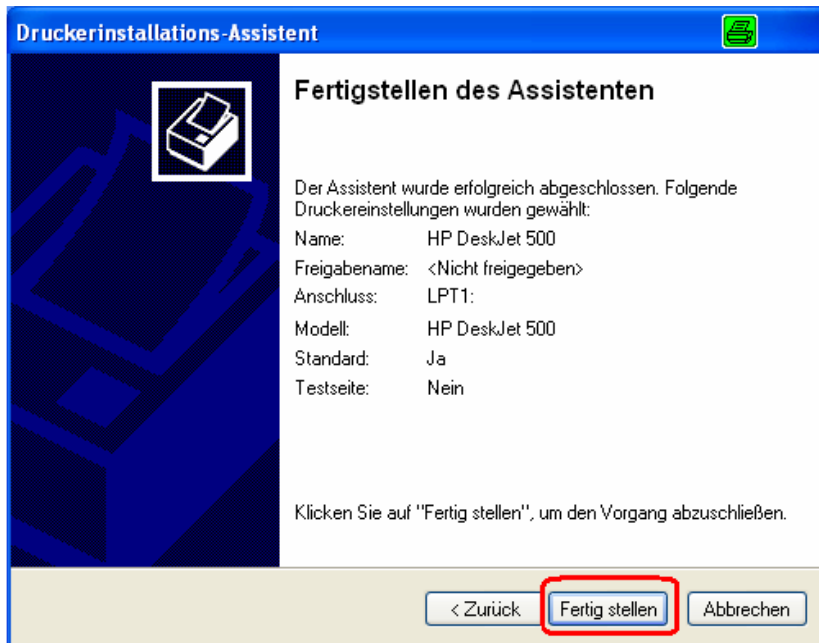 Druckerinstallations-Assistent
Fertigstellen des Assistenten
Der Assistent wurde erfolgreich abgeschlossen. Folgende
Druckereinstellungen wurden gewählt:
Name: HP DeskJet 500
Freigabename: <Nicht freigegeben>
Anschluss: LPT1:
Modell: HP DeskJet 500
Standard: Ja
Testseite: Nein
Klicken Sie auf "Fertig stellen", um den Vorgang abzuschließen.
< Zurück Fertig stellen Abbrechen